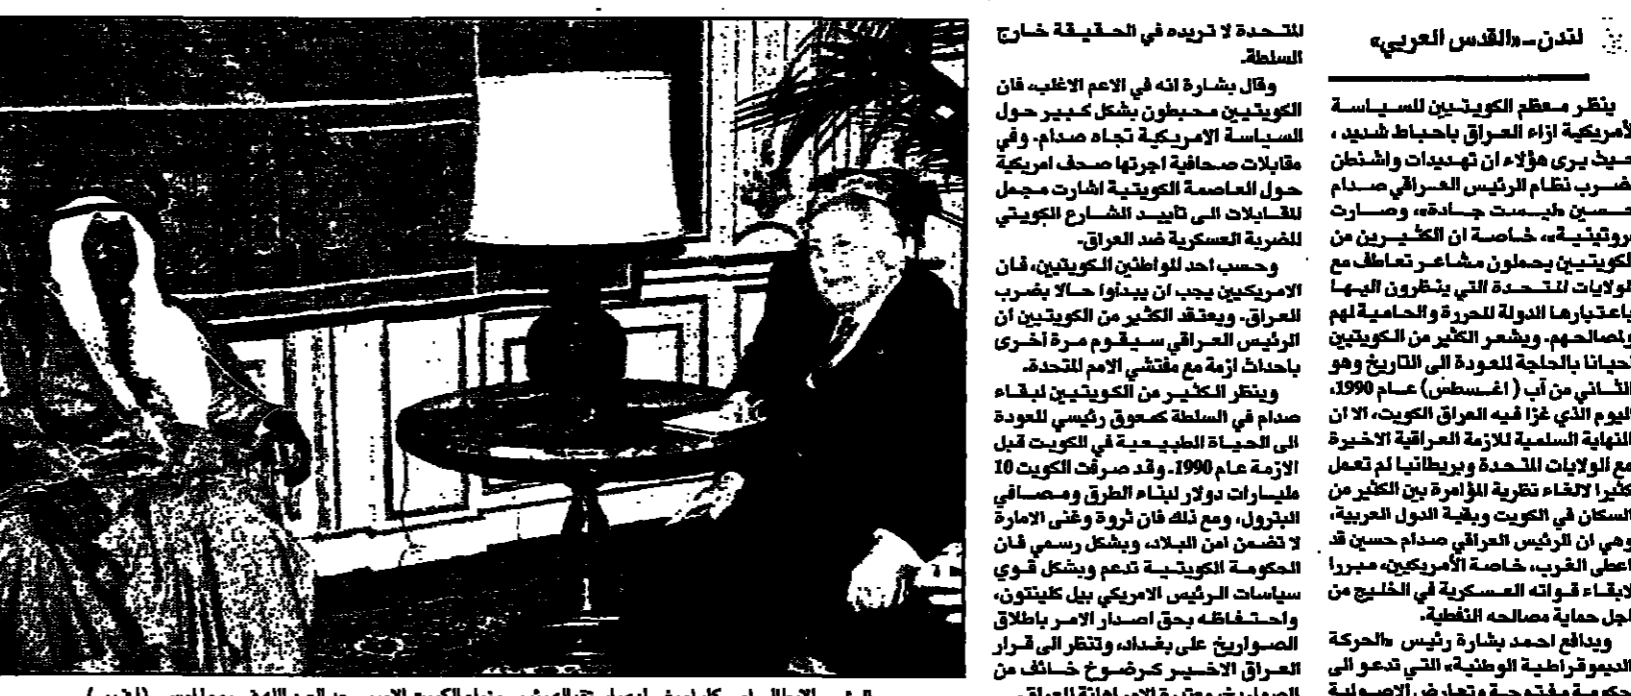 لندن ـ «القدس العربي»
ينظر معظم الكويتيين للسياسة
الأمريكية ازاء العراق باحباط شديد ،
حيث يرى هؤلاء ان تهديدات واشنطن
بضرب نظام الرئيس العراقي صدام
حسين «ليست جادة»، وصارت
«روتينية»، خاصة ان الكثيرين من
الكويتيين يحملون مشاعر تعاطف مع
الولايات المتحدة التي ينظرون اليها
باعتبارها الدولة المحررة والحامية لهم
ولمصالحهم. ويشعر الكثير من الكويتيين
احيانا بالحاجة للعودة الى التاريخ وهو
الثاني من آب ( اغسطس) عام 1990،
اليوم الذي غزا فيه العراق الكويت، الا ان
النهاية السلمية للازمة العراقية الاخيرة
مع الولايات المتحدة وبريطانيا لم تعمل
كثيرا لالغاء نظرية المؤامرة بين الكثير من
السكان في الكويت وبقية الدول العربية،
وهي ان الرئيس العراقي صدام حسين قد
اعطى الغرب، خاصة الأمريكيين، مبررا
لابقاء قواته العسكرية في الخليج من
اجل حماية مصالحه النفطية.
ويدافع احمد بشارة رئيس «الحركة
الديموقراطية الوطنية» التي تدعو الى
حكومة مفتوحة وتعارض الاصولية
المتحدة لا تريده في الحقيقة خارج
السلطة.
وقال بشارة انه في الاعم الاغلب، فان
الكويتيين محبطون بشكل كبير حول
السياسة الامريكية تجاه صدام. وفي
مقابلات صحافية اجرتها صحف امريكية
حول العاصمة الكويتية اشارت مجمل
المقابلات الى تأييد الشارع الكويتي
للضربة العسكرية ضد العراق.
وحسب احد المواطنين الكويتيين، فان
الامريكيين يجب ان يبدأوا حالا بضرب
العراق. ويعتقد الكثير من الكويتيين ان
الرئيس العراقي سيقوم مرة أخرى
باحداث ازمة مع مفتشي الامم المتحدة.
وينظر الكثير من الكويتيين لبقاء
صدام في السلطة كمعوق رئيسي للعودة
الى الحياة الطبيعية في الكويت قبل
الازمة عام 1990. وقد صرفت الكويت 10
مليارات دولار لبناء الطرق ومصافي
البترول، ومع ذلك فان ثروة وغنى الامارة
لا تضمن امن البلاد، وبشكل رسمي فان
الحكومة الكويتية تدعم وبشكل قوي
سياسات الرئيس الامريكي بيل كلينتون،
واحتفاظه بحق اصدار الامر باطلاق
الصواريخ على بغداد، وتنظر الى قرار
العراق الاخير كرضوخ خائف من